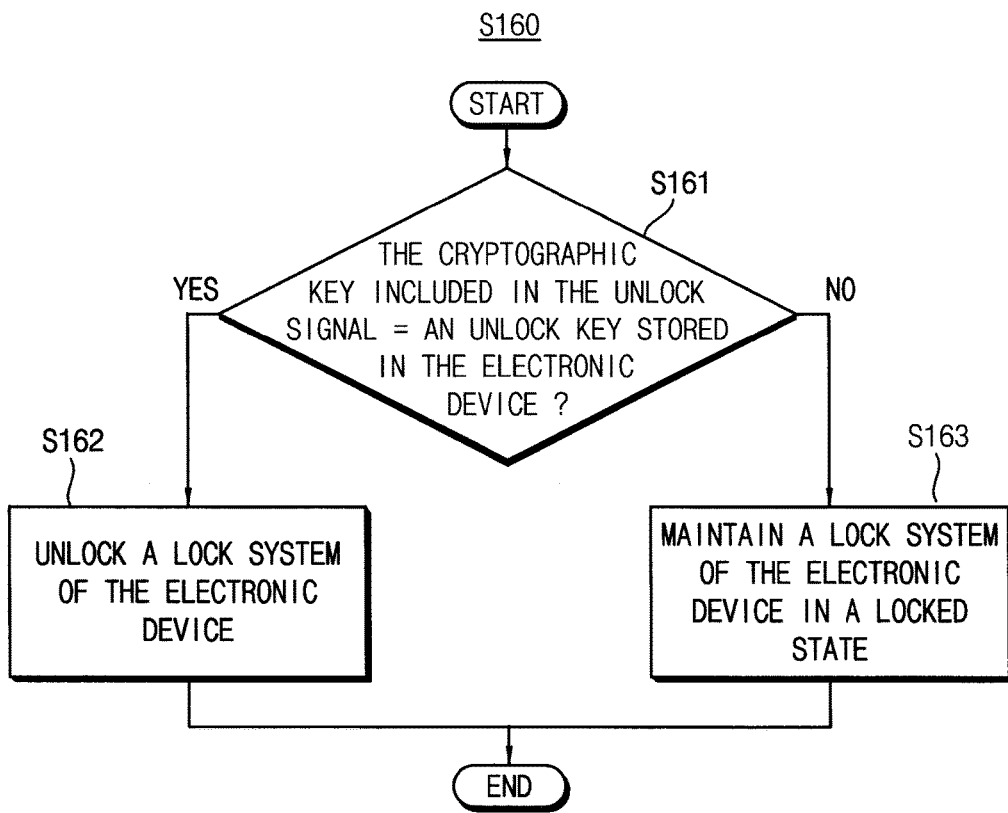 S160
START
S161
THE CRYPTOGRAPHIC
KEY INCLUDED IN THE UNLOCK
SIGNAL = AN UNLOCK KEY STORED
IN THE ELECTRONIC
DEVICE ?
YES
NO
S162
UNLOCK A LOCK SYSTEM
OF THE ELECTRONIC
DEVICE
S163
MAINTAIN A LOCK SYSTEM
OF THE ELECTRONIC
DEVICE IN A LOCKED
STATE
END